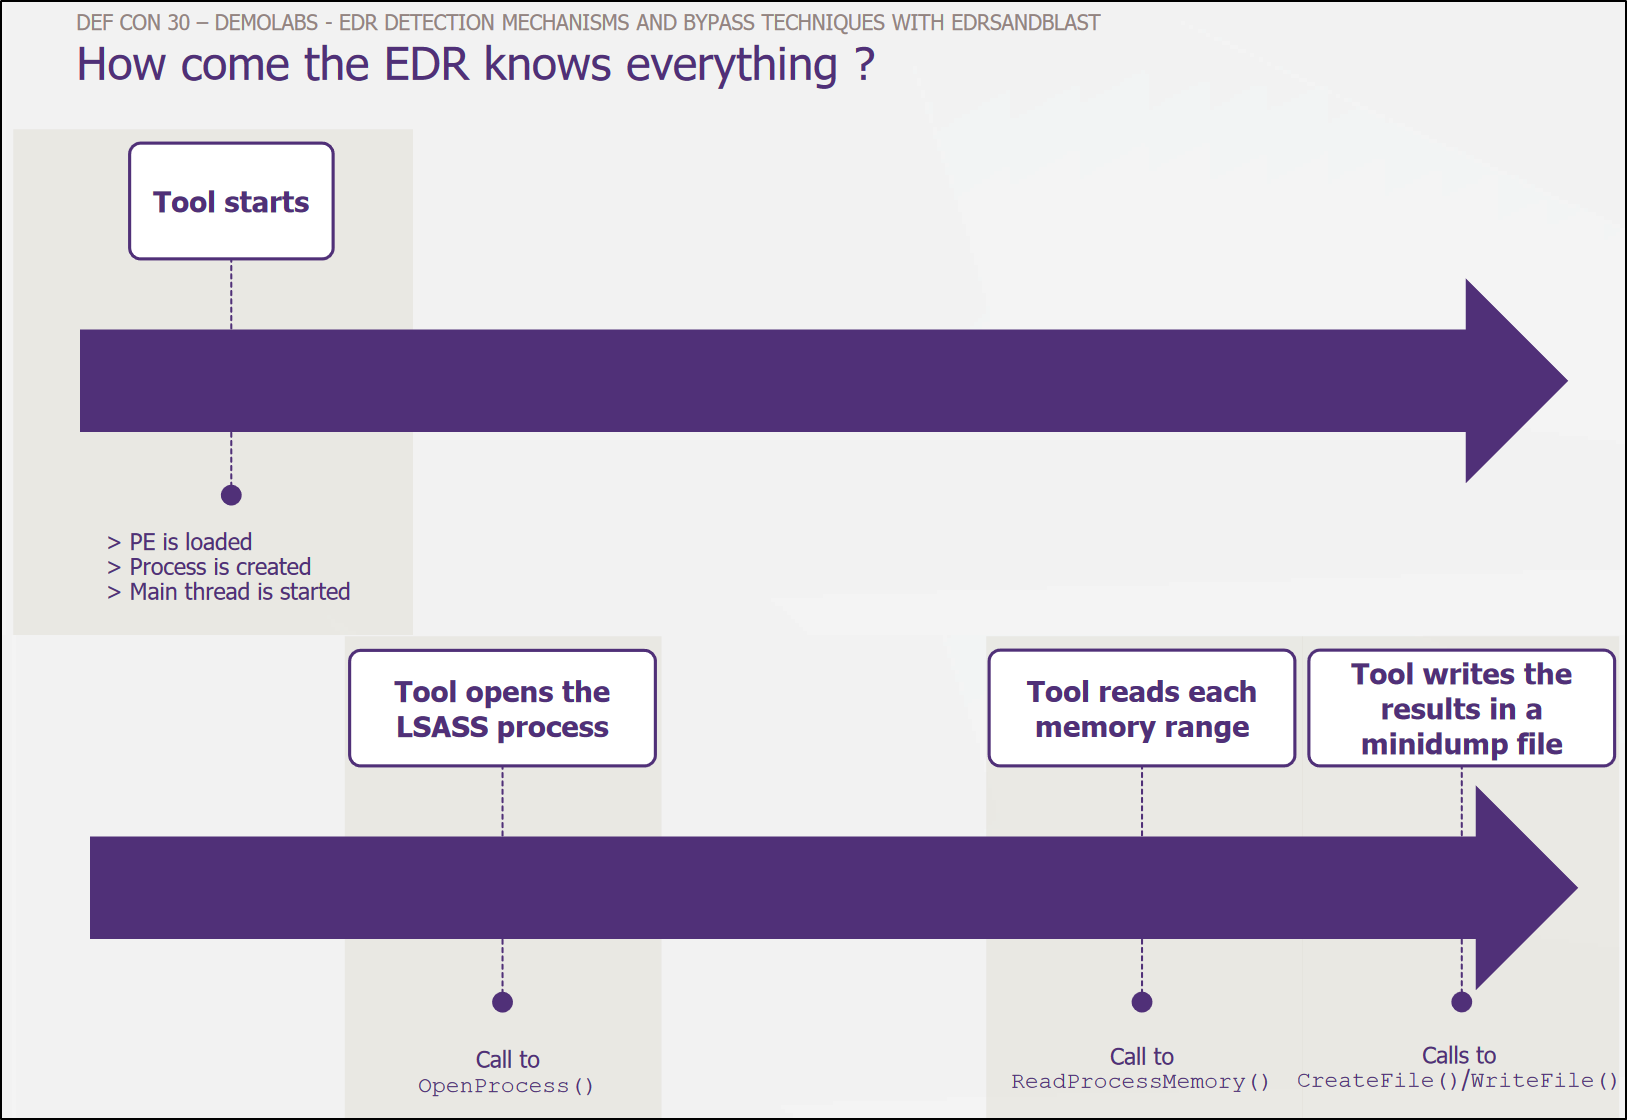 DEF CON 30 – DEMOLABS - EDR DETECTION MECHANISMS AND BYPASS TECHNIQUES WITH EDRSANDBLAST
How come the EDR knows everything ?
Tool starts
> PE is loaded
> Process is created
> Main thread is started
Tool opens the
LSASS process
Tool reads each
memory range
Tool writes the
results in a
minidump file
Call to
OpenProcess()
Call to
ReadProcessMemory()
Calls to
CreateFile()/WriteFile()